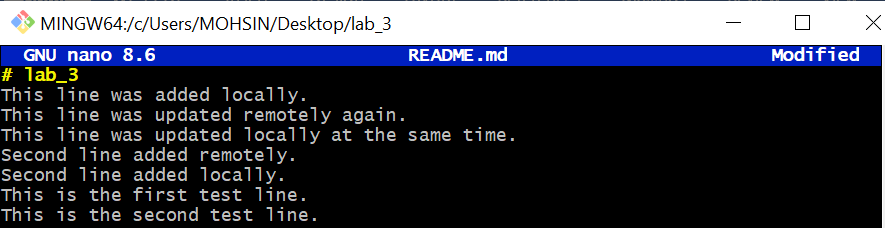 MINGW64:/c/Users/MOHSIN/Desktop/lab_3
GNU nano 8.6 README.md Modified
# lab_3
This line was added locally.
This line was updated remotely again.
This line was updated locally at the same time.
Second line added remotely.
Second line added locally.
This is the first test line.
This is the second test line.